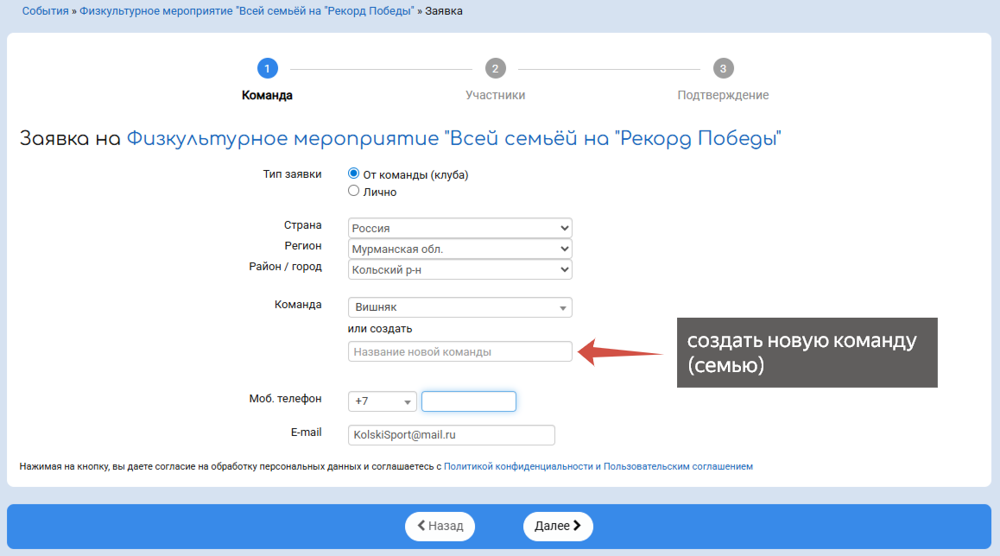 События » Физкультурное мероприятие "Всей семьёй на "Рекорд Победы" » Заявка
1
2
3
Команда
Участники
Подтверждение
Заявка на Физкультурное мероприятие "Всей семьёй на "Рекорд Победы"
Тип заявки
От команды (клуба)
Лично
Страна
Россия
Регион
Мурманская обл.
Район / город
Кольский р-н
Команда
Вишняк
или создать
Название новой команды
создать новую команду
(семью)
Моб. телефон
+7
E-mail
KolskiSport@mail.ru
Нажимая на кнопку, вы даете согласие на обработку персональных данных и соглашаетесь с Политикой конфиденциальности и Пользовательским соглашением
Назад
Далее